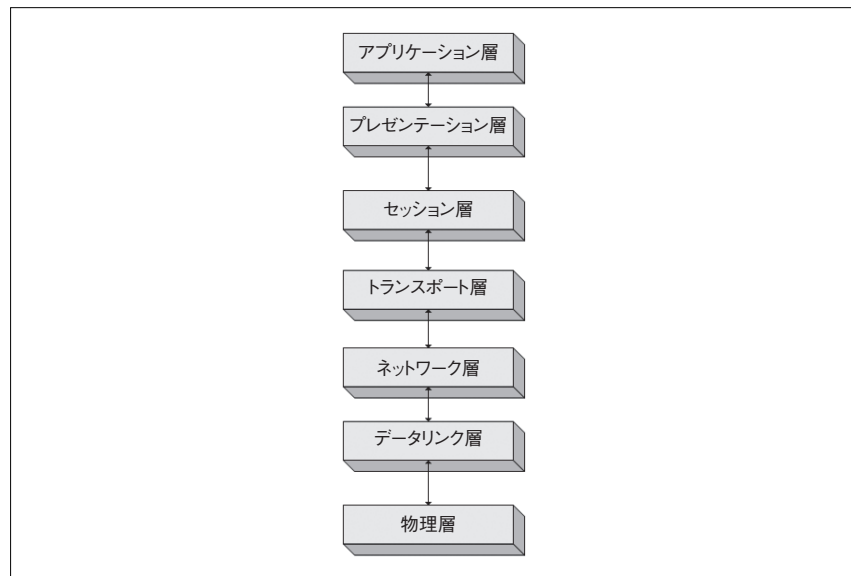 アプリケーション層
プレゼンテーション層
セッション層
トランスポート層
ネットワーク層
データリンク層
物理層